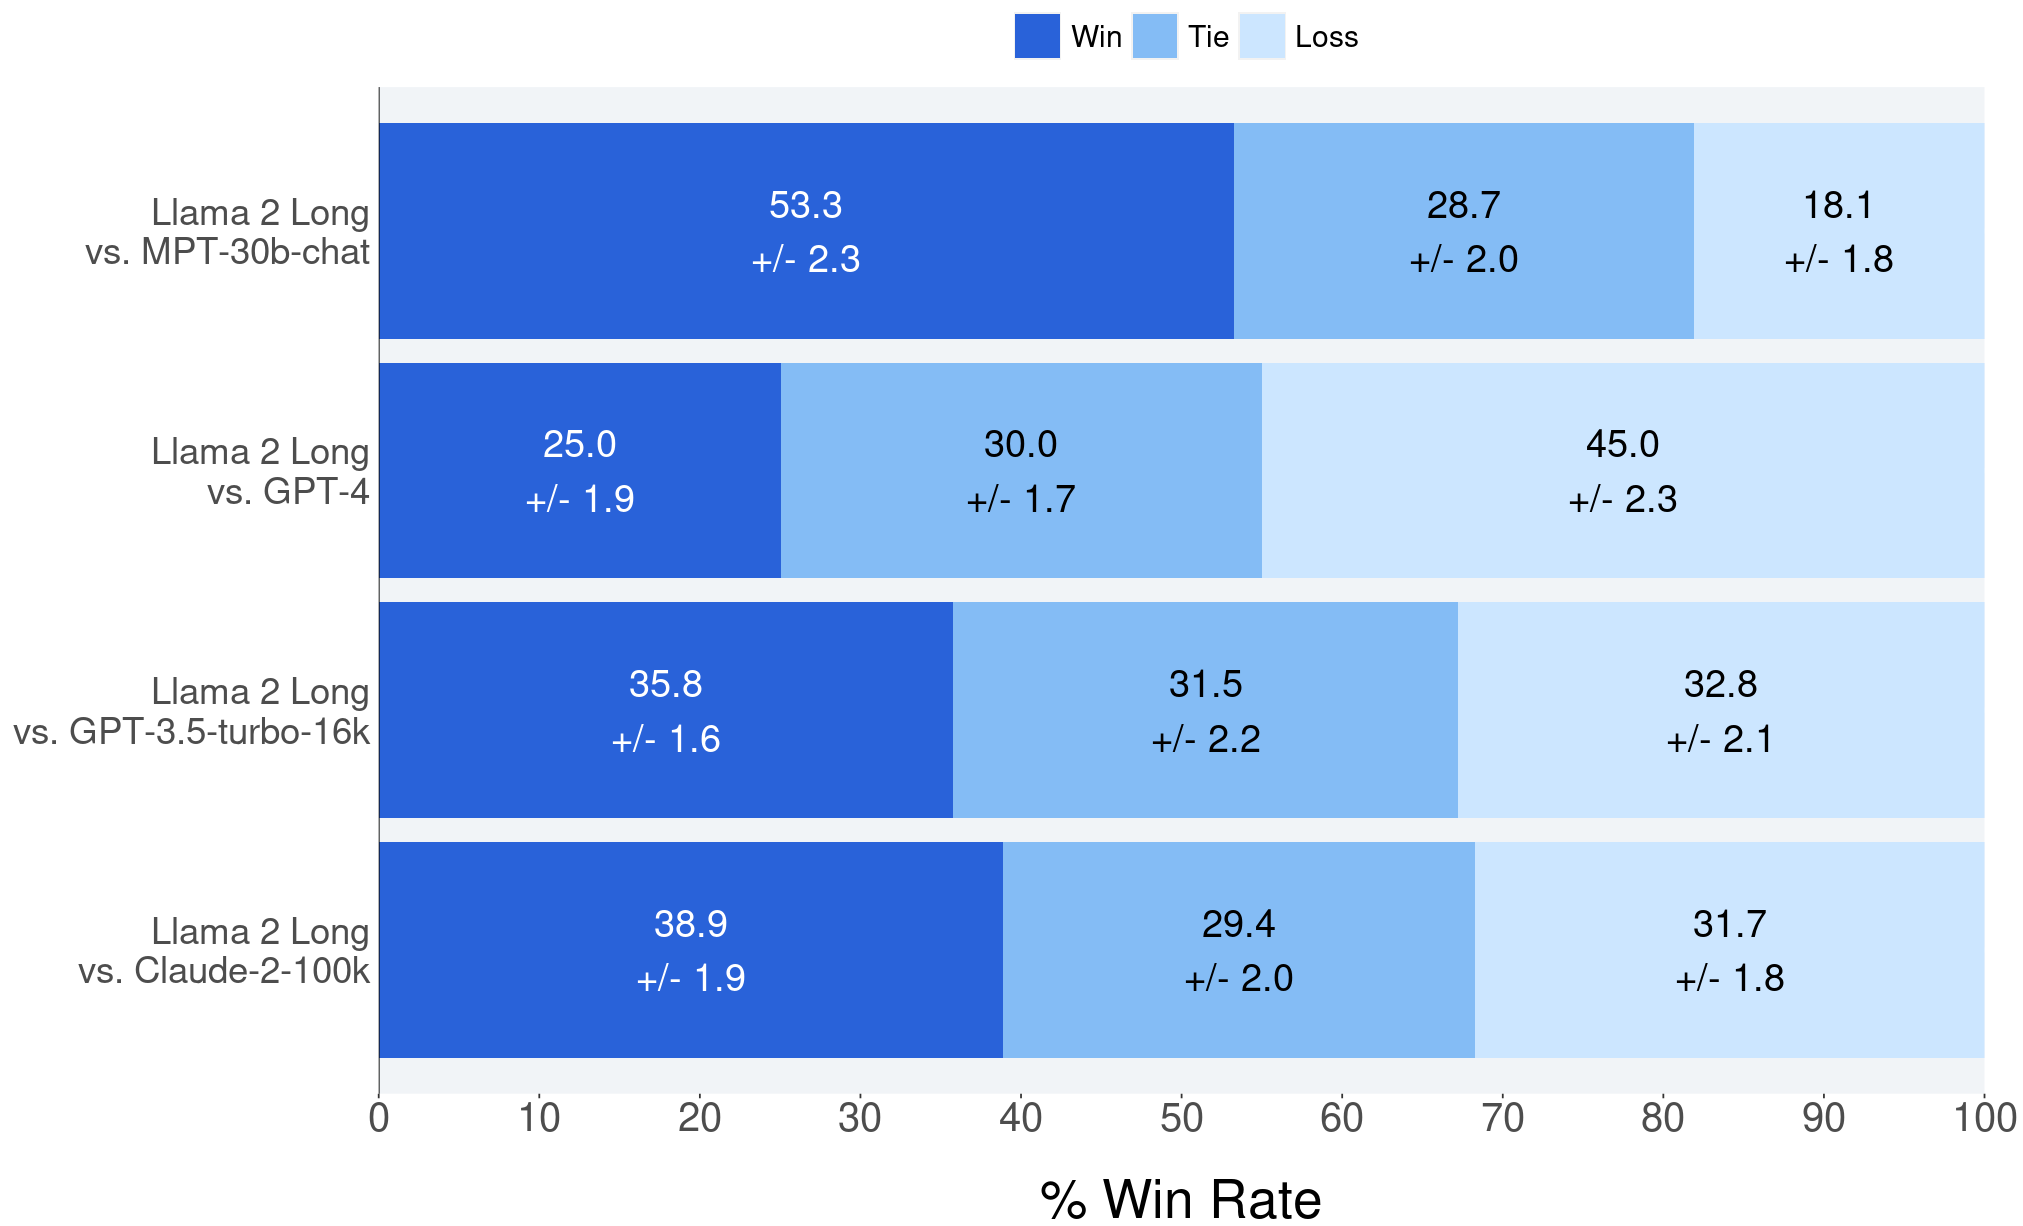 Win Tie Loss
Llama 2 Long
vs. MPT-30b-chat
53.3 28.7 18.1
+/- 2.3 +/- 2.0 +/- 1.8
Llama 2 Long
vs. GPT-4
25.0 30.0 45.0
+/- 1.9 +/- 1.7 +/- 2.3
Llama 2 Long
vs. GPT-3.5-turbo-16k
35.8 31.5 32.8
+/- 1.6 +/- 2.2 +/- 2.1
Llama 2 Long
vs. Claude-2-100k
38.9 29.4 31.7
+/- 1.9 +/- 2.0 +/- 1.8
0 10 20 30 40 50 60 70 80 90 100
% Win Rate